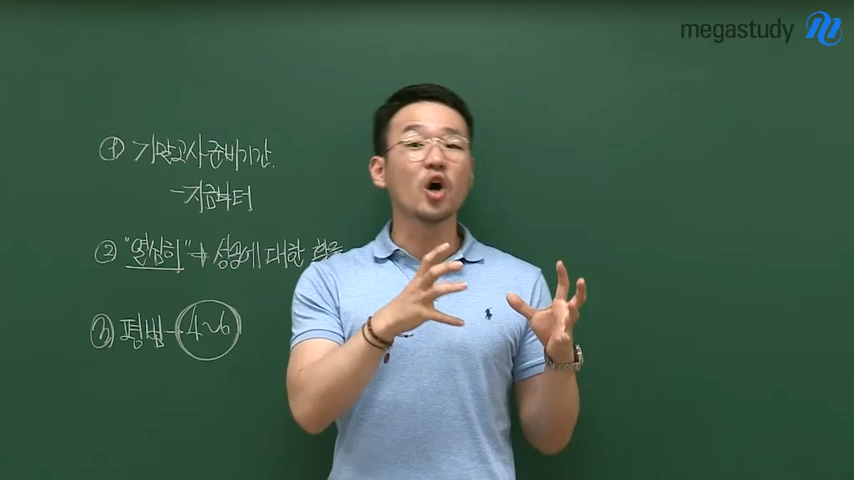 megastudy
① 기말고사 준비기간.
- 지금부터
② "열심히" → 성공에 대한 확률
③ 평범 - 4~6